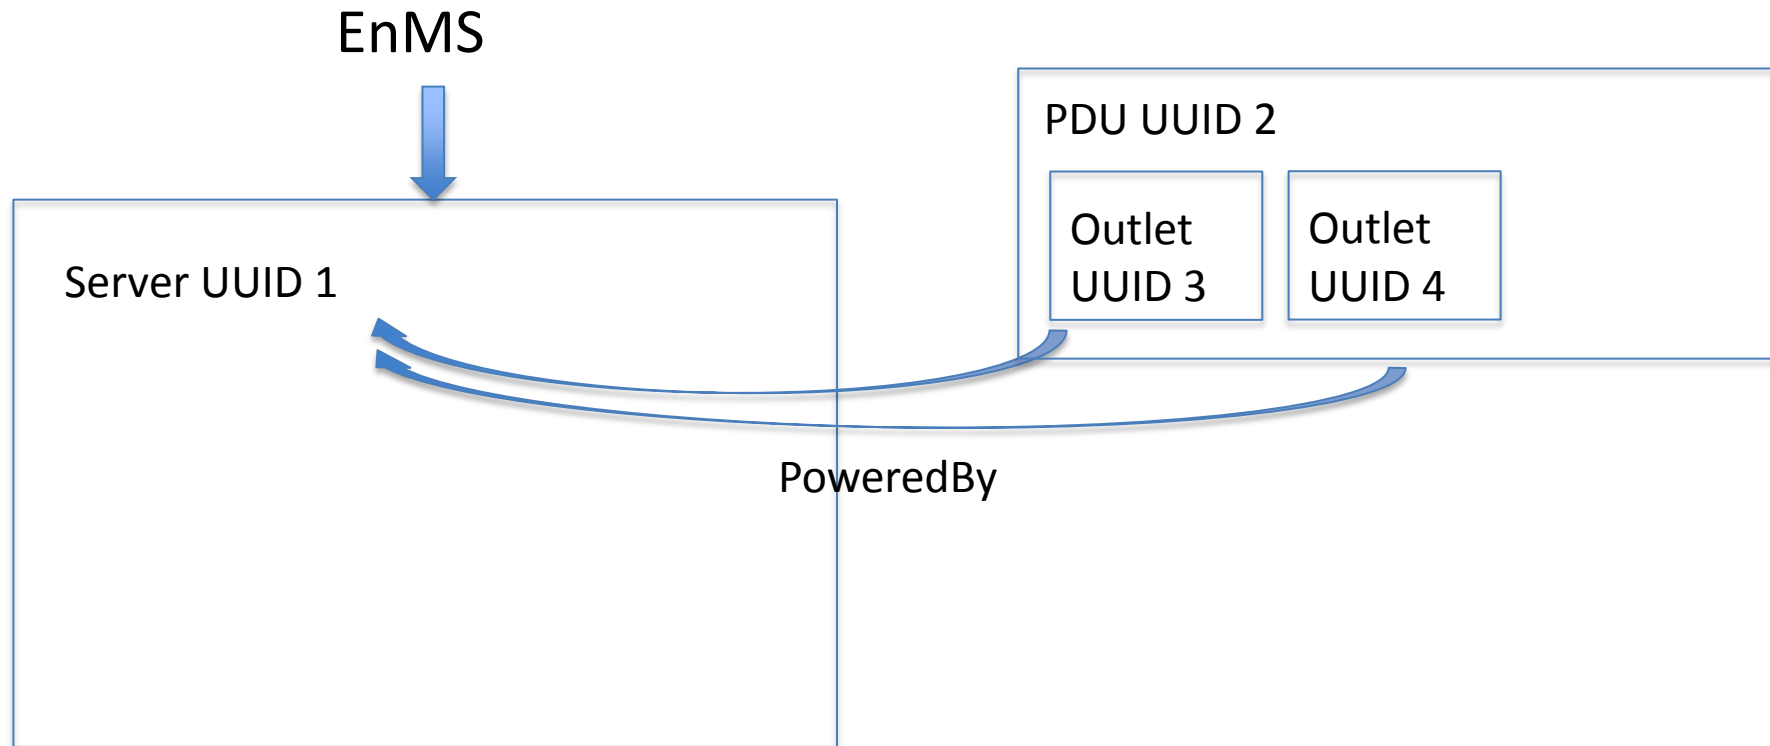 EnMS
PDU UUID 2
Outlet
UUID 3
Outlet
UUID 4
Server UUID 1
PoweredBy